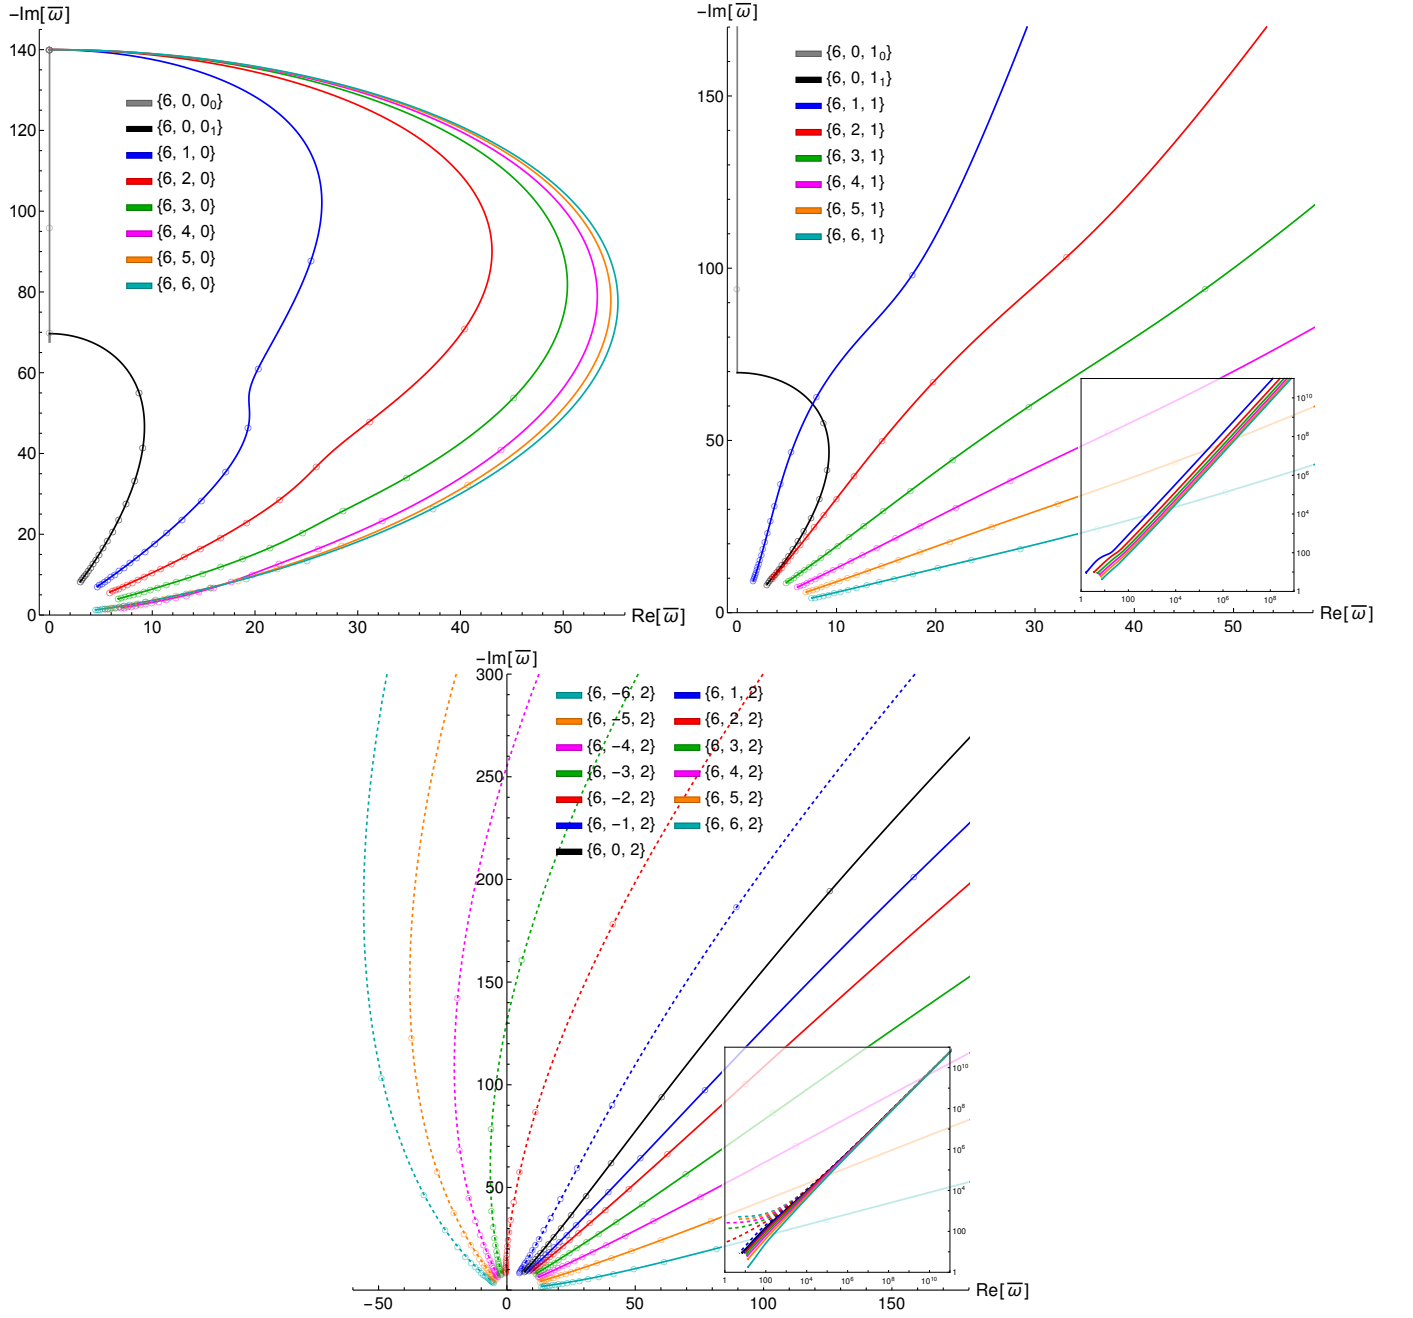 −Im[ω̅]
140
120
100
80
60
40
20
0
0
10
20
30
40
50
Re[ω̅]
{6, 0, 0₀}
{6, 0, 0₁}
{6, 1, 0}
{6, 2, 0}
{6, 3, 0}
{6, 4, 0}
{6, 5, 0}
{6, 6, 0}
−Im[ω̅]
150
100
50
0
0
10
20
30
40
50
Re[ω̅]
{6, 0, 1₀}
{6, 0, 1₁}
{6, 1, 1}
{6, 2, 1}
{6, 3, 1}
{6, 4, 1}
{6, 5, 1}
{6, 6, 1}
10¹⁰
10⁸
10⁶
10⁴
100
1
1
100
10⁴
10⁶
10⁸
−Im[ω̅]
300
250
200
150
100
50
−50
0
50
100
150
Re[ω̅]
{6, −6, 2} {6, 1, 2}
{6, −5, 2} {6, 2, 2}
{6, −4, 2} {6, 3, 2}
{6, −3, 2} {6, 4, 2}
{6, −2, 2} {6, 5, 2}
{6, −1, 2} {6, 6, 2}
{6, 0, 2}
10¹⁰
10⁸
10⁶
10⁴
100
1
1
100
10⁴
10⁶
10⁸
10¹⁰